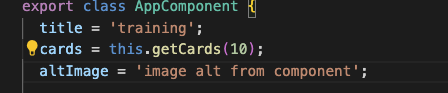 export class AppComponent {
title = 'training';
cards = this.getCards(10);
altImage = 'image alt from component';